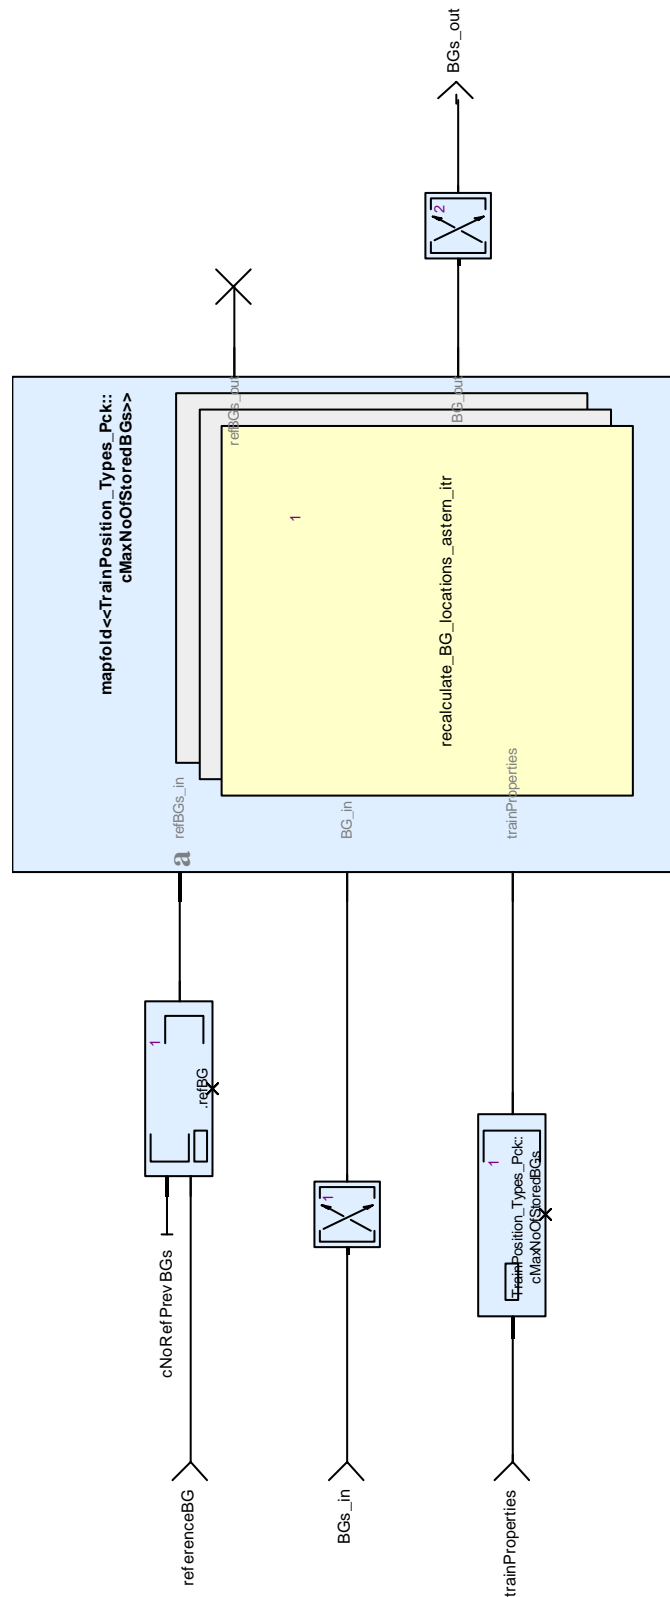 referenceBG
cNoRefPrevBGs
1
.refBG
a
refBGs_in
mapfold<<TrainPosition_Types_Pck::
cMaxNoOfStoredBGs>>
refBGs_out
BGs_in
1
BG_in
1
recalculate_BG_locations_astern_itr
BG_out
2
BGs_out
trainProperties
1
TrainPosition_Types_Pck::
cMaxNoOfStoredBGs
trainProperties